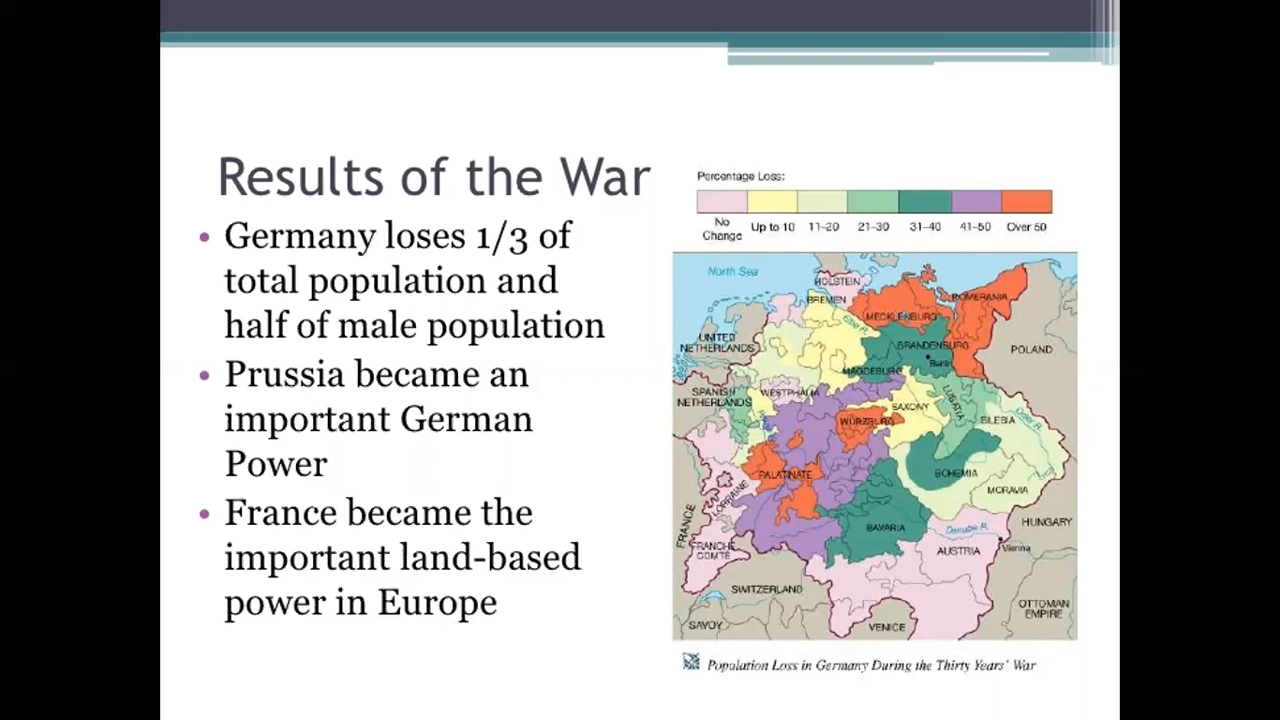 Results of the War
• Germany loses 1/3 of
total population and
half of male population
• Prussia became an
important German
Power
• France became the
important land-based
power in Europe
Percentage Loss:
No Change
Up to 10
11–20
21–30
31–40
41–50
Over 50
North Sea
HOLSTEIN
BREMEN
POMERANIA
MECKLENBURG
Elbe R.
UNITED
NETHERLANDS
BRANDENBURG
Berlin
POLAND
MAGDEBURG
SPANISH
NETHERLANDS
WESTPHALIA
LUSATIA
SAXONY
WÜRZBURG
SILESIA
Oder R.
PALATINATE
BOHEMIA
LORRAINE
MORAVIA
FRANCE
BAVARIA
Danube R.
HUNGARY
FRANCHE
COMTÉ
AUSTRIA
Vienna
SWITZERLAND
OTTOMAN
EMPIRE
SAVOY
VENICE
Population Loss in Germany During the Thirty Years' War